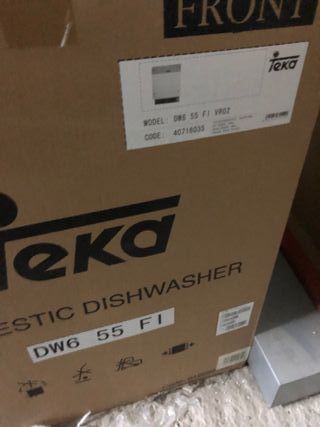 FRONT
Teka
MODEL: DW6 55 FI VR02
CODE: 40716035
Teka
ESTIC DISHWASHER
DW6 55 FI